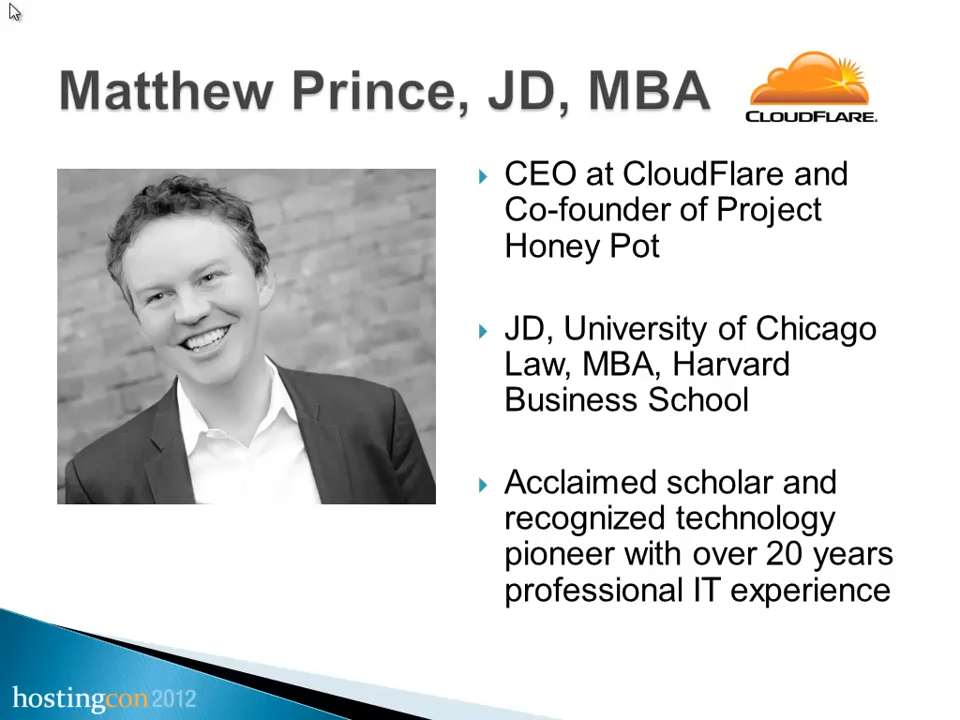 Matthew Prince, JD, MBA
CLOUDFLARE.
CEO at CloudFlare and
Co-founder of Project
Honey Pot
JD, University of Chicago
Law, MBA, Harvard
Business School
Acclaimed scholar and
recognized technology
pioneer with over 20 years
professional IT experience
hostingcon 2012